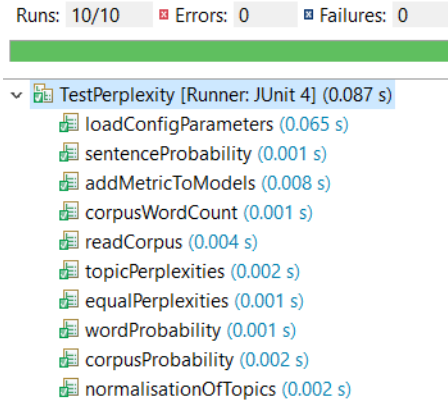 Runs: 10/10 Errors: 0 Failures: 0
TestPerplexity [Runner: JUnit 4] (0.087 s)
loadConfigParameters (0.065 s)
sentenceProbability (0.001 s)
addMetricToModels (0.008 s)
corpusWordCount (0.001 s)
readCorpus (0.004 s)
topicPerplexities (0.002 s)
equalPerplexities (0.001 s)
wordProbability (0.001 s)
corpusProbability (0.002 s)
normalisationOfTopics (0.002 s)